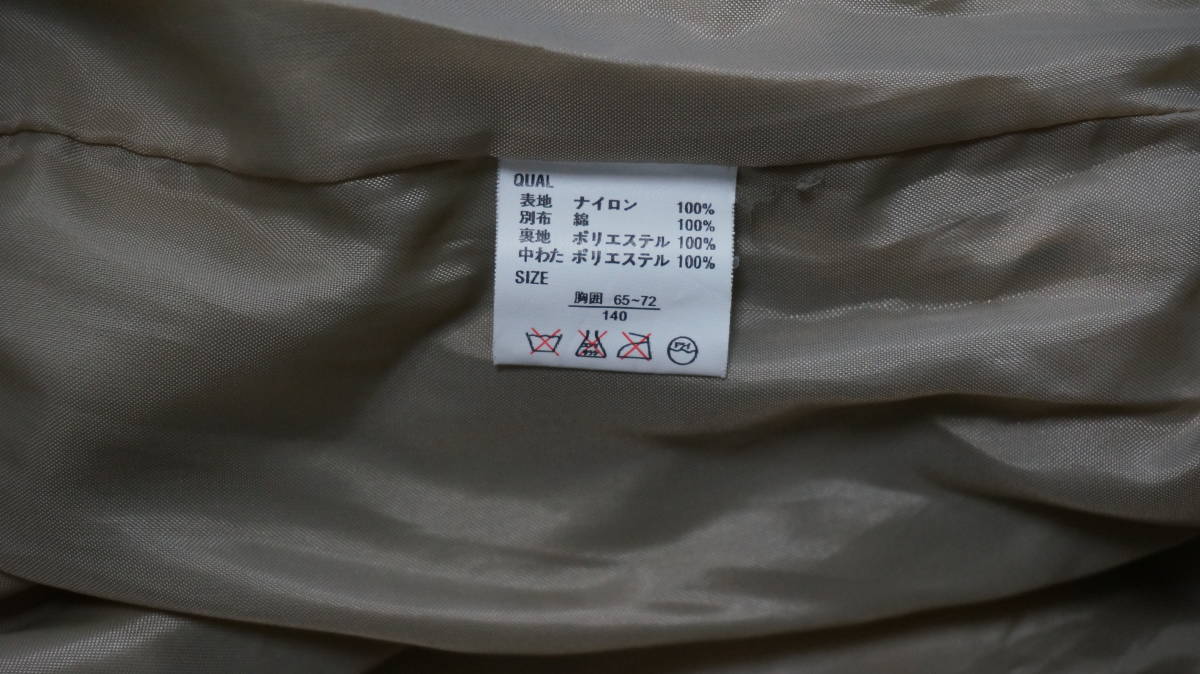 QUAL
表地 ナイロン 100%
別布 綿 100%
裏地 ポリエステル 100%
中わた ポリエステル 100%
SIZE
胸囲 65~72
140